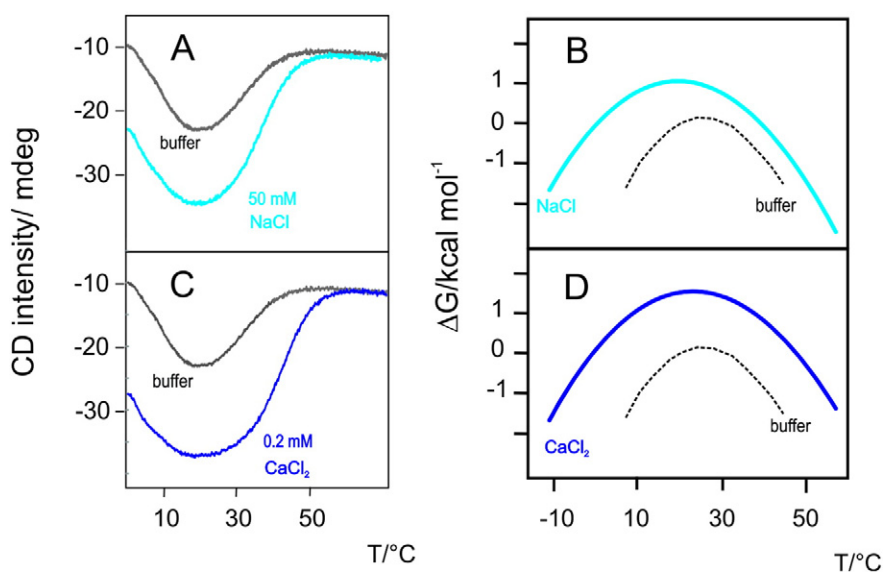 A
-10
-20
-30
buffer
50 mM
NaCl
B
1
0
-1
NaCl
buffer
C
-10
-20
-30
buffer
0.2 mM
CaCl₂
10 30 50
T/°C
D
1
0
-1
CaCl₂
buffer
-10 10 30 50
T/°C
CD intensity/ mdeg
ΔG/kcal mol⁻¹